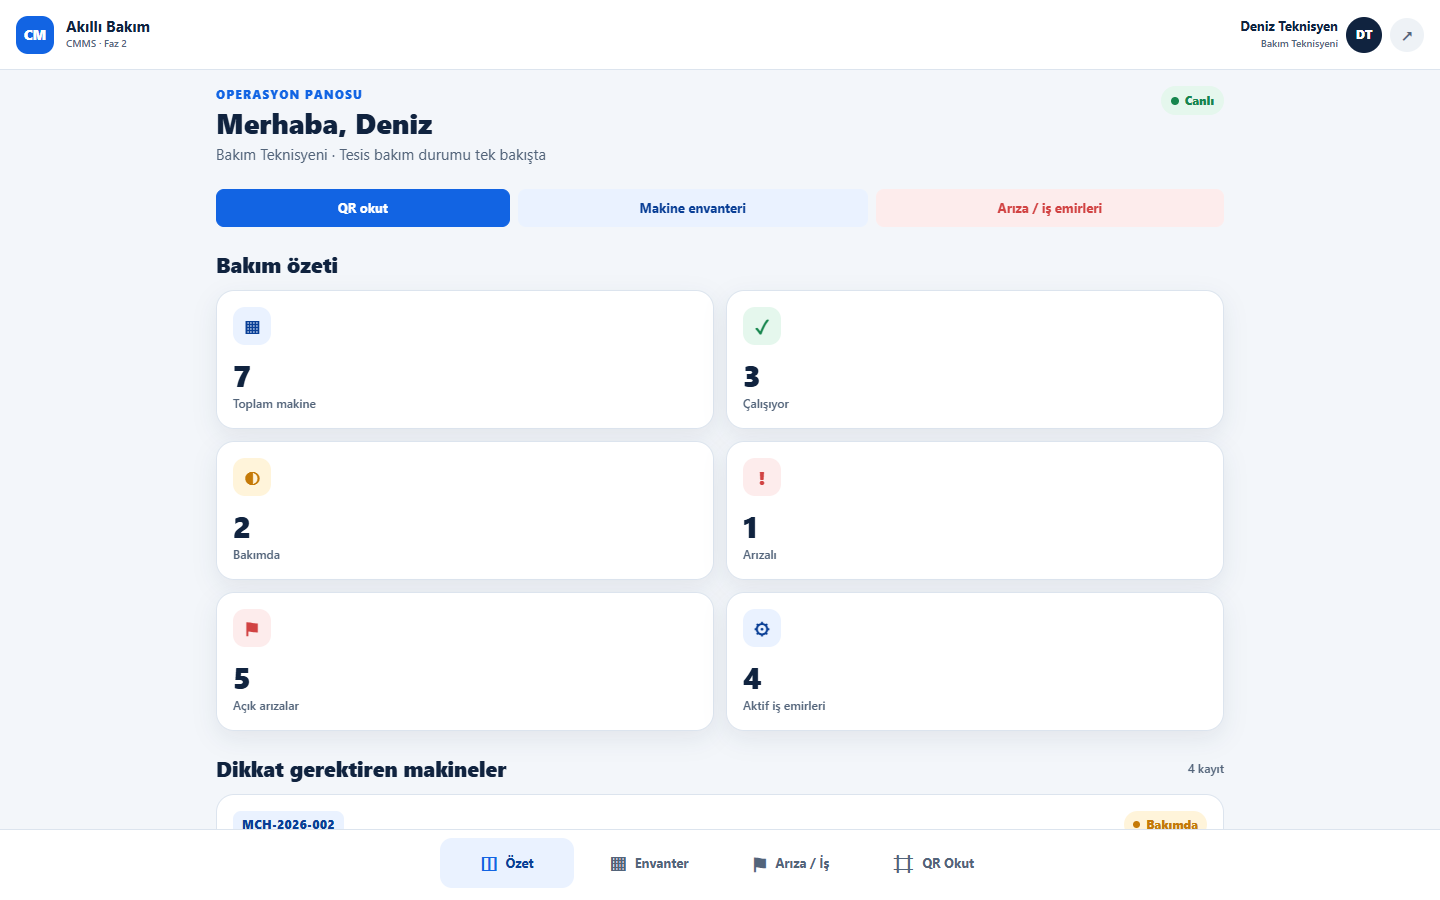 CM
Akıllı Bakım
CMMS · Faz 2
Deniz Teknisyen
Bakım Teknisyeni
DT
↗
OPERASYON PANOSU
Canlı
Merhaba, Deniz
Bakım Teknisyeni · Tesis bakım durumu tek bakışta
QR okut
Makine envanteri
Arıza / iş emirleri
Bakım özeti
7
Toplam makine
3
Çalışıyor
2
Bakımda
1
Arızalı
5
Açık arızalar
4
Aktif iş emirleri
Dikkat gerektiren makineler
4 kayıt
MCH-2026-002
Bakımda
Özet
Envanter
Arıza / İş
QR Okut